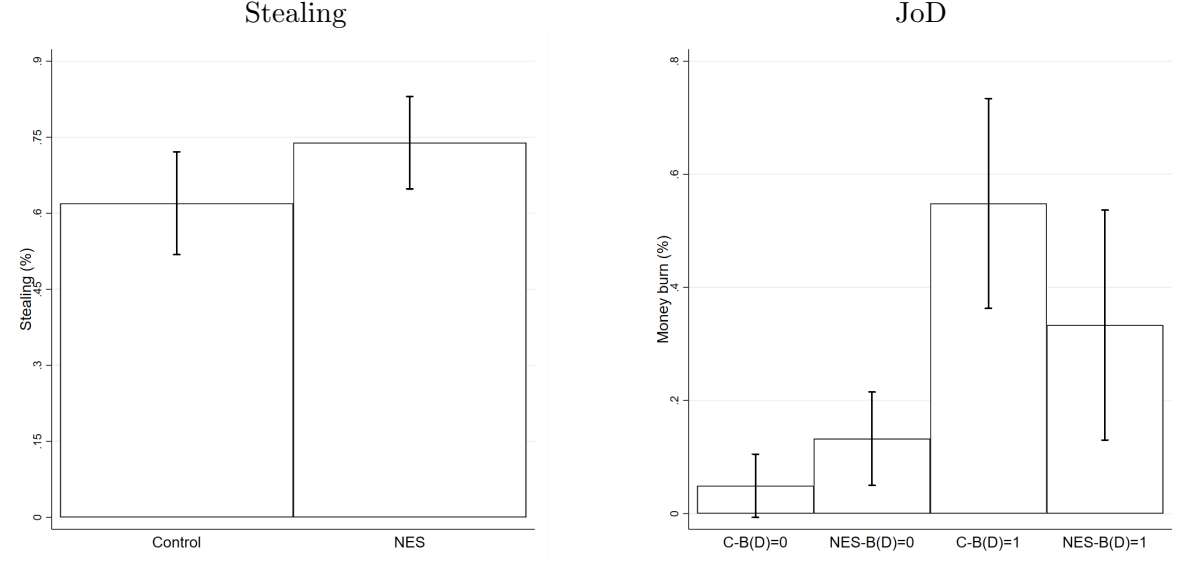 Stealing
Stealing (%)
.9
.75
.6
.45
.3
.15
0
Control
NES
JoD
Money burn (%)
.8
.6
.4
.2
0
C-B(D)=0
NES-B(D)=0
C-B(D)=1
NES-B(D)=1